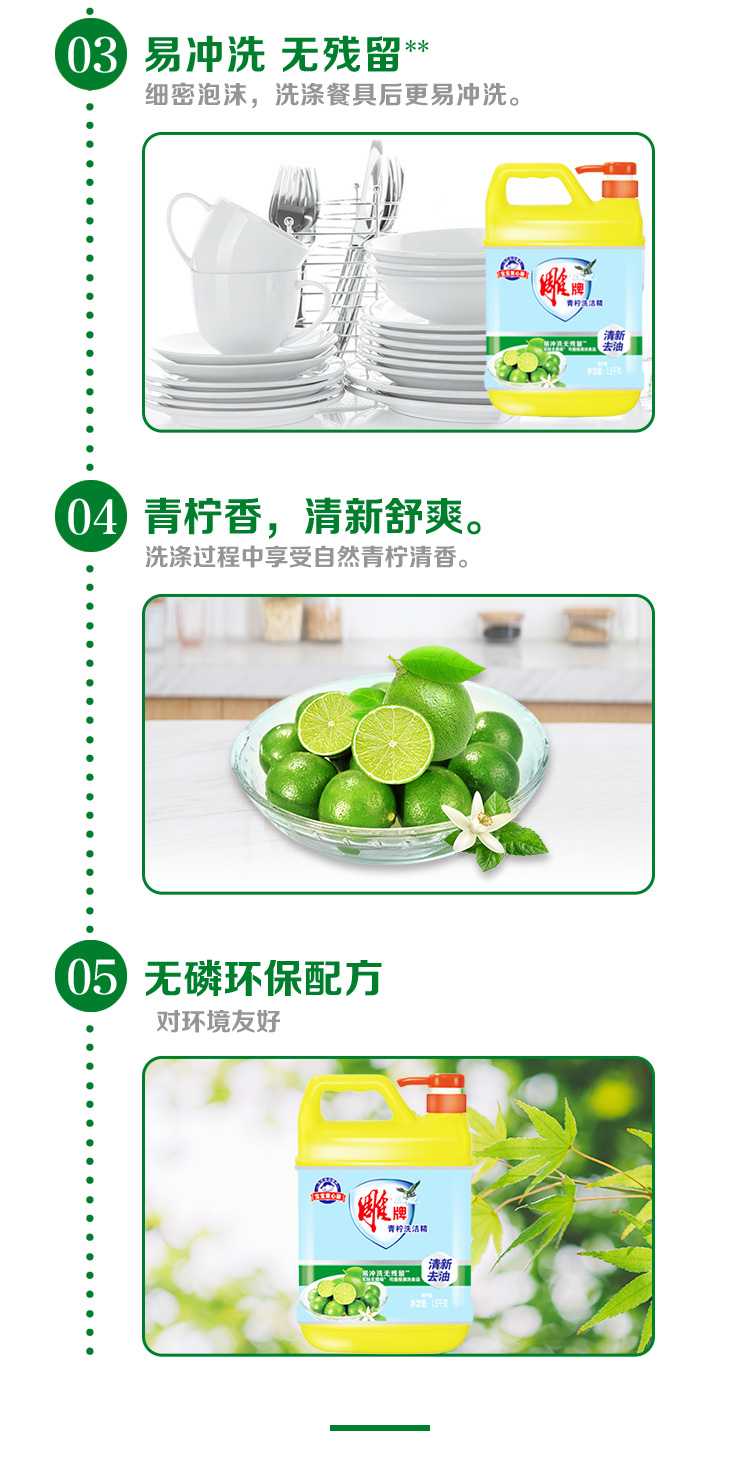 03
易冲洗 无残留**
细密泡沫，洗涤餐具后更易冲洗。
雕牌
青柠洗洁精
易冲洗无残留**
清新
去油
净含量: 1.5千克
04
青柠香，清新舒爽。
洗涤过程中享受自然青柠清香。
05
无磷环保配方
对环境友好
雕牌
青柠洗洁精
易冲洗无残留**
清新
去油
净含量: 1.5千克